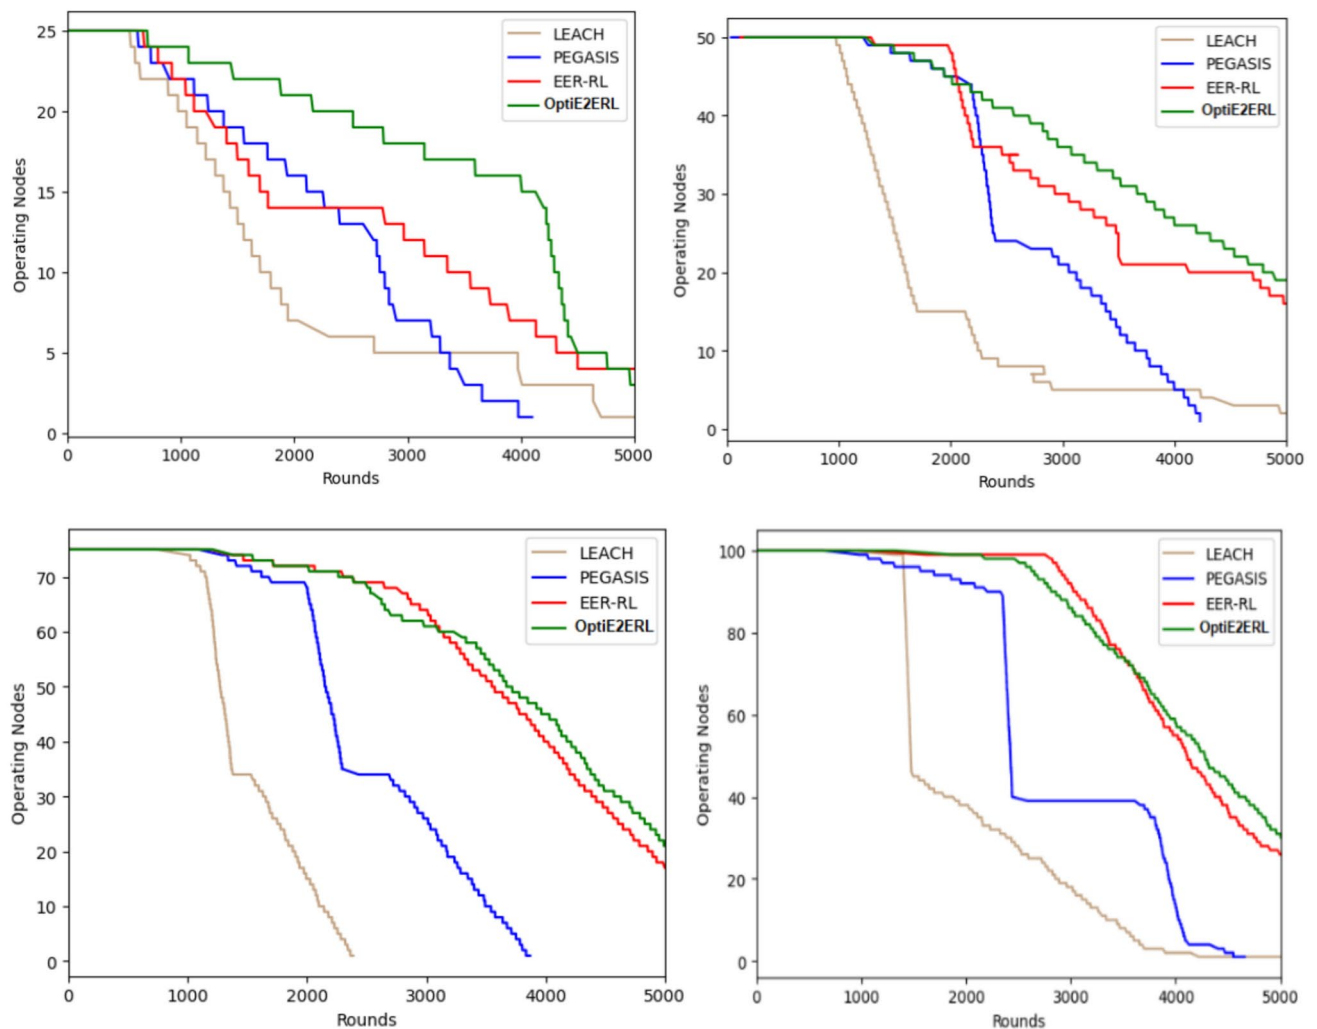 25
20
15
10
5
0
Operating Nodes
LEACH
PEGASIS
EER-RL
OptiE2ERL
0 1000 2000 3000 4000 5000
Rounds
50
40
30
20
10
0
Operating Nodes
LEACH
PEGASIS
EER-RL
OptiE2ERL
0 1000 2000 3000 4000 5000
Rounds
70
60
50
40
30
20
10
0
Operating Nodes
LEACH
PEGASIS
EER-RL
OptiE2ERL
0 1000 2000 3000 4000 5000
Rounds
100
80
60
40
20
0
Operating Nodes
LEACH
PEGASIS
EER-RL
OptiE2ERL
0 1000 2000 3000 4000 5000
Rounds